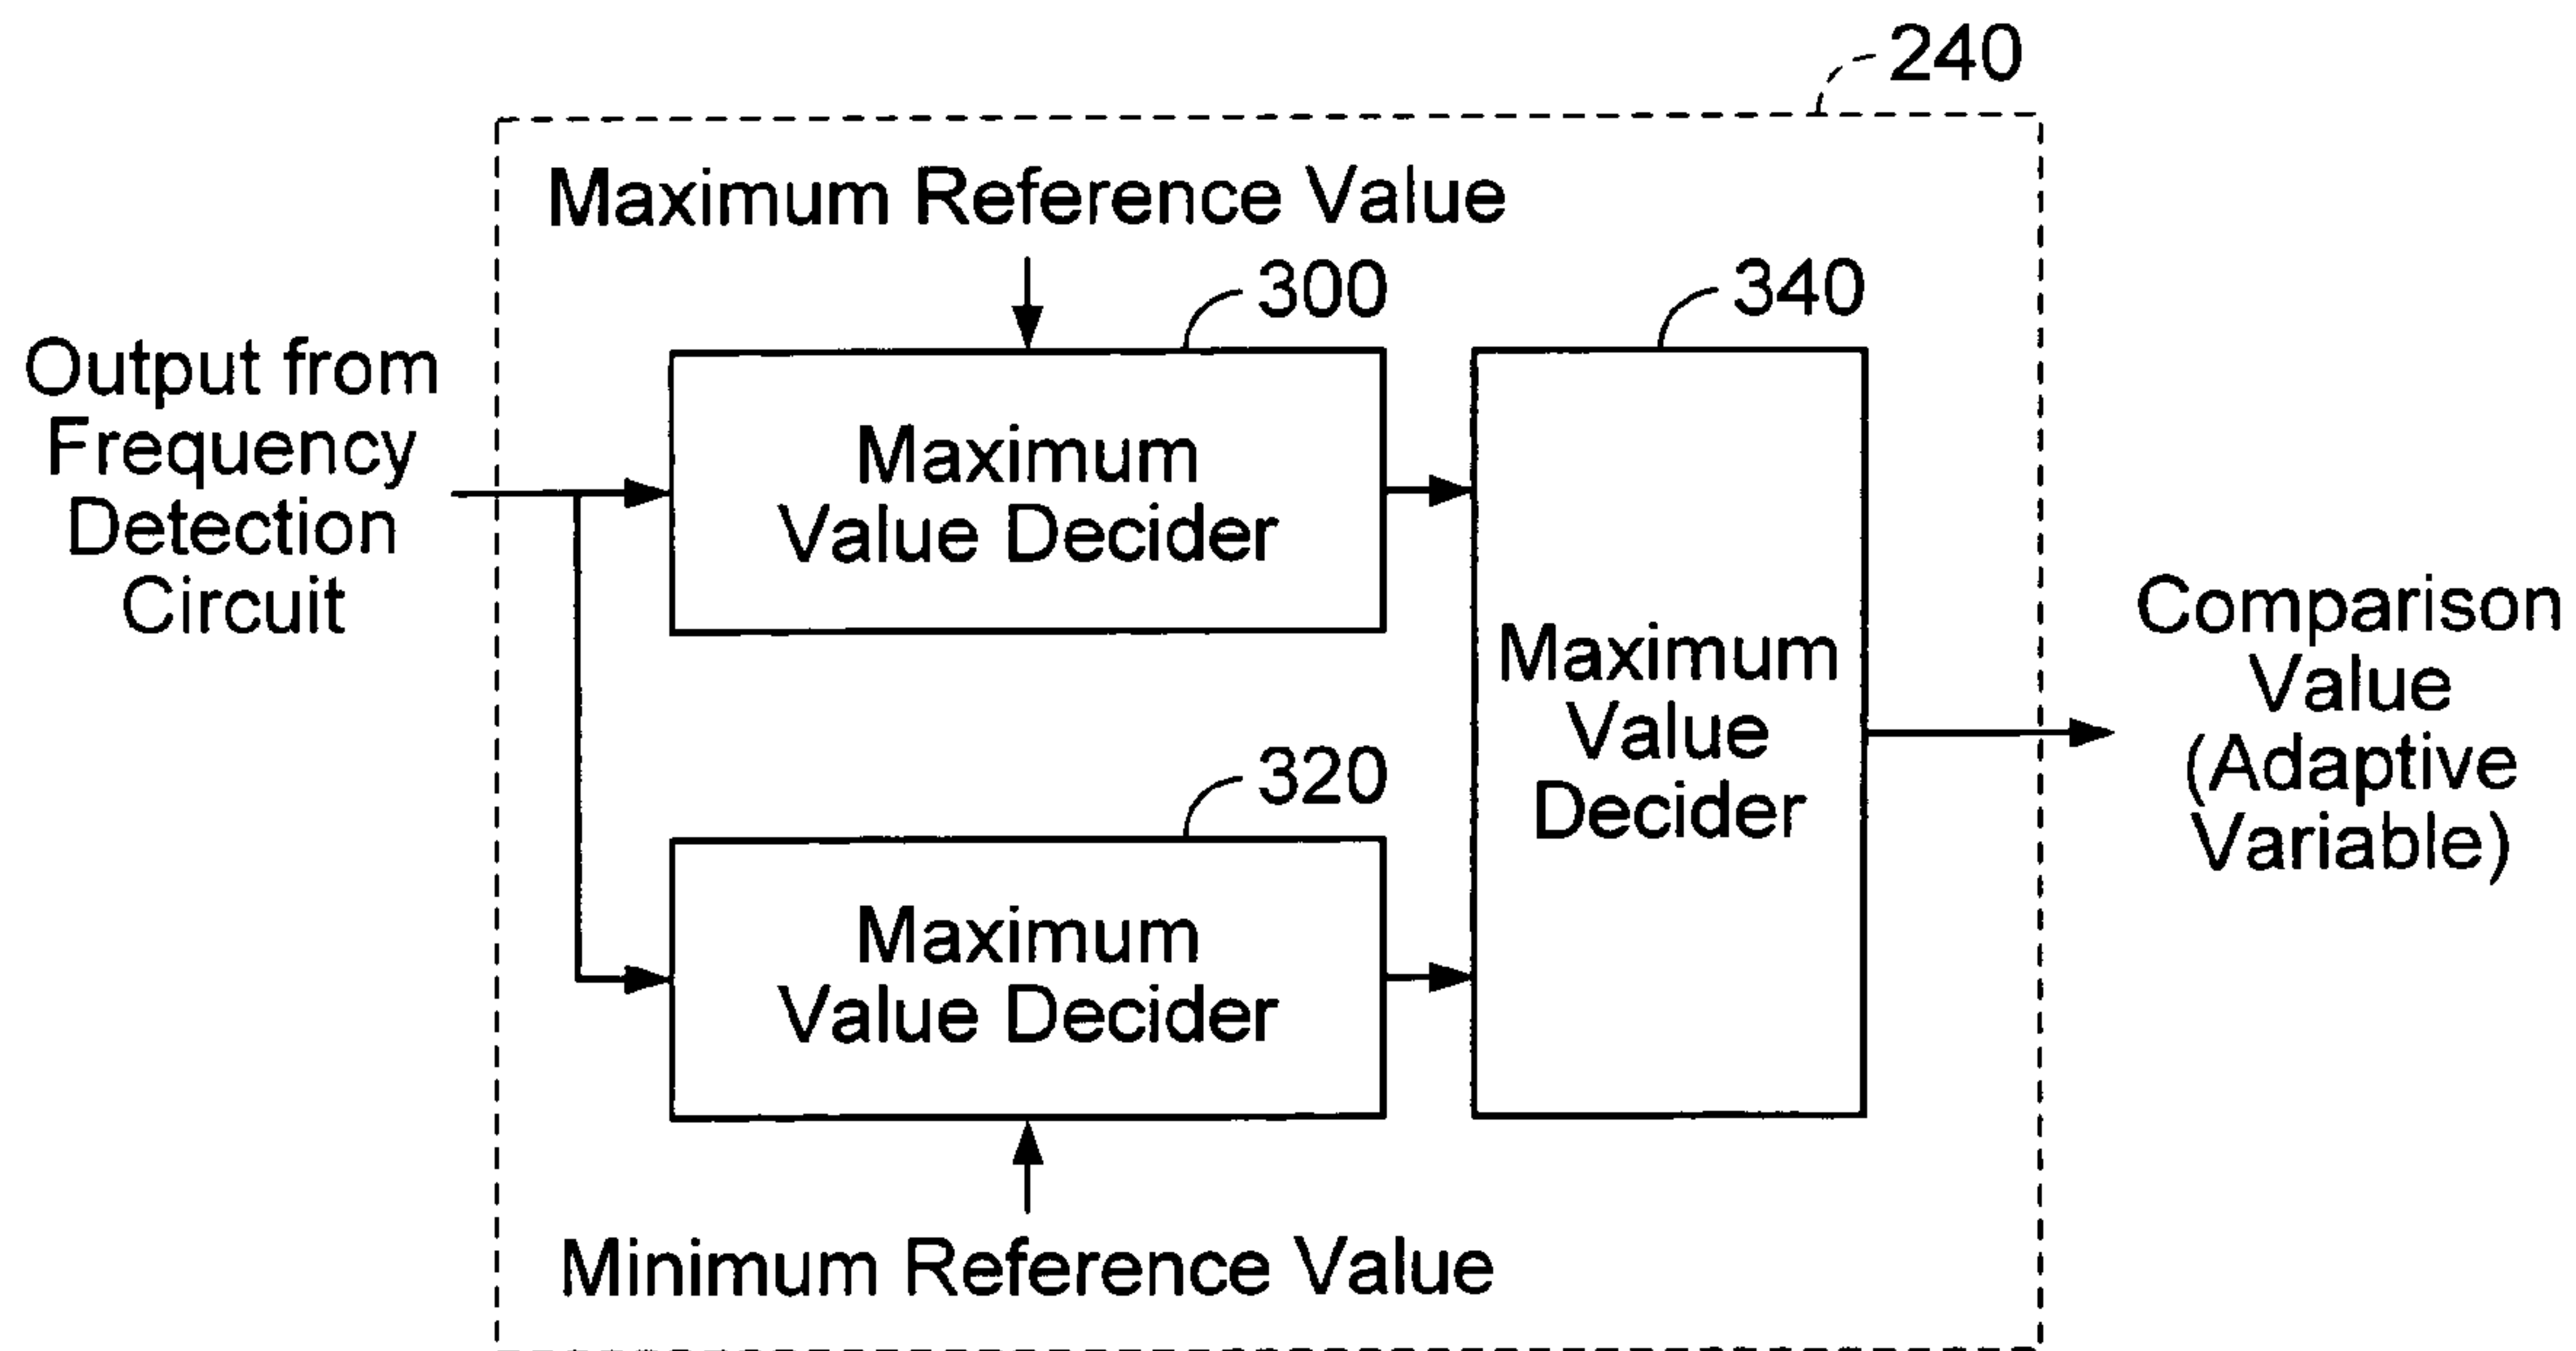 240
Maximum Reference Value
300
340
Output from
Frequency
Detection
Circuit
Maximum
Value Decider
Maximum
Value
Decider
Comparison
Value
(Adaptive
Variable)
320
Maximum
Value Decider
Minimum Reference Value